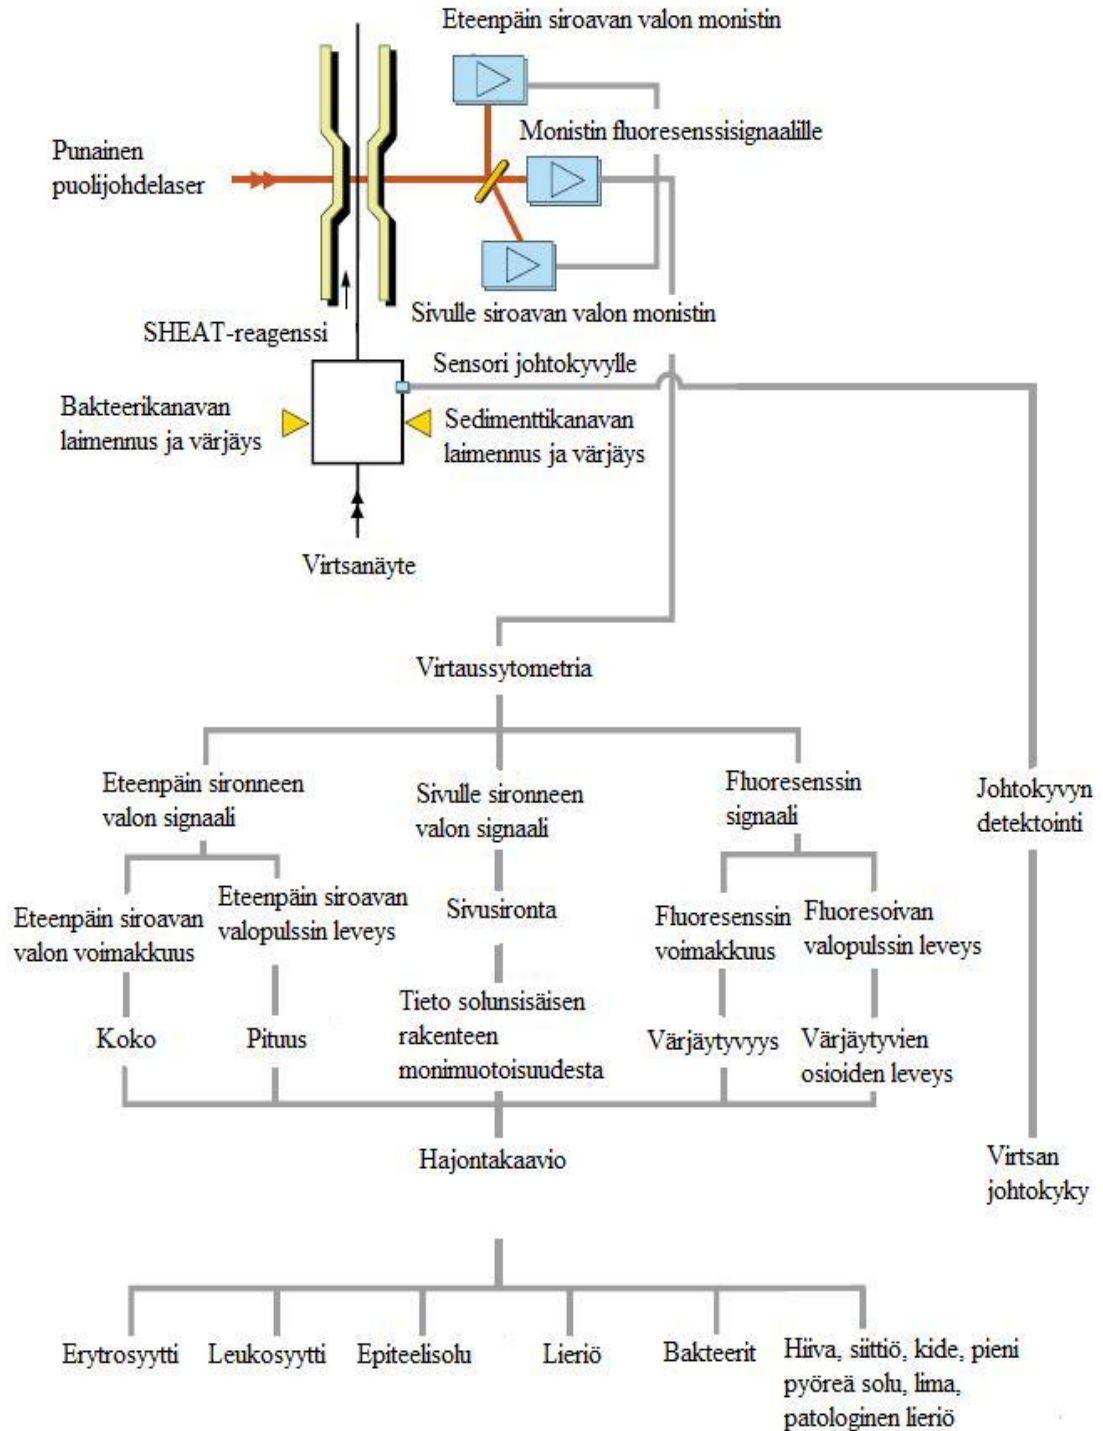 Eteenpäin siroavan valon monistin
Monistin fluoresenssisignaalille
Punainen
puolijohdelaser
Sivulle siroavan valon monistin
SHEAT-reagenssi
Sensori johtokyvylle
Bakteerikanavan
laimennus ja värjäys
Sedimenttikanavan
laimennus ja värjäys
Virtsanäyte
Virtaussytometria
Eteenpäin sironneen
valon signaali
Sivulle sironneen
valon signaali
Fluoresenssin
signaali
Johtokyvyn
detektointi
Eteenpäin siroavan
valon voimakkuus
Eteenpäin siroavan
valopulssin leveys
Sivusironta
Fluoresenssin
voimakkuus
Fluoresoivan
valopulssin leveys
Koko
Pituus
Tieto solunsisäisen
rakenteen
monimuotoisuudesta
Värjäytyvyys
Värjäytyvien
osioiden leveys
Hajontakaavio
Virtsan
johtokyky
Erytrosyytti
Leukosyytti
Epiteelisolu
Lieriö
Bakteerit
Hiiva, siittiö, kide, pieni
pyöreä solu, lima,
patologinen lieriö